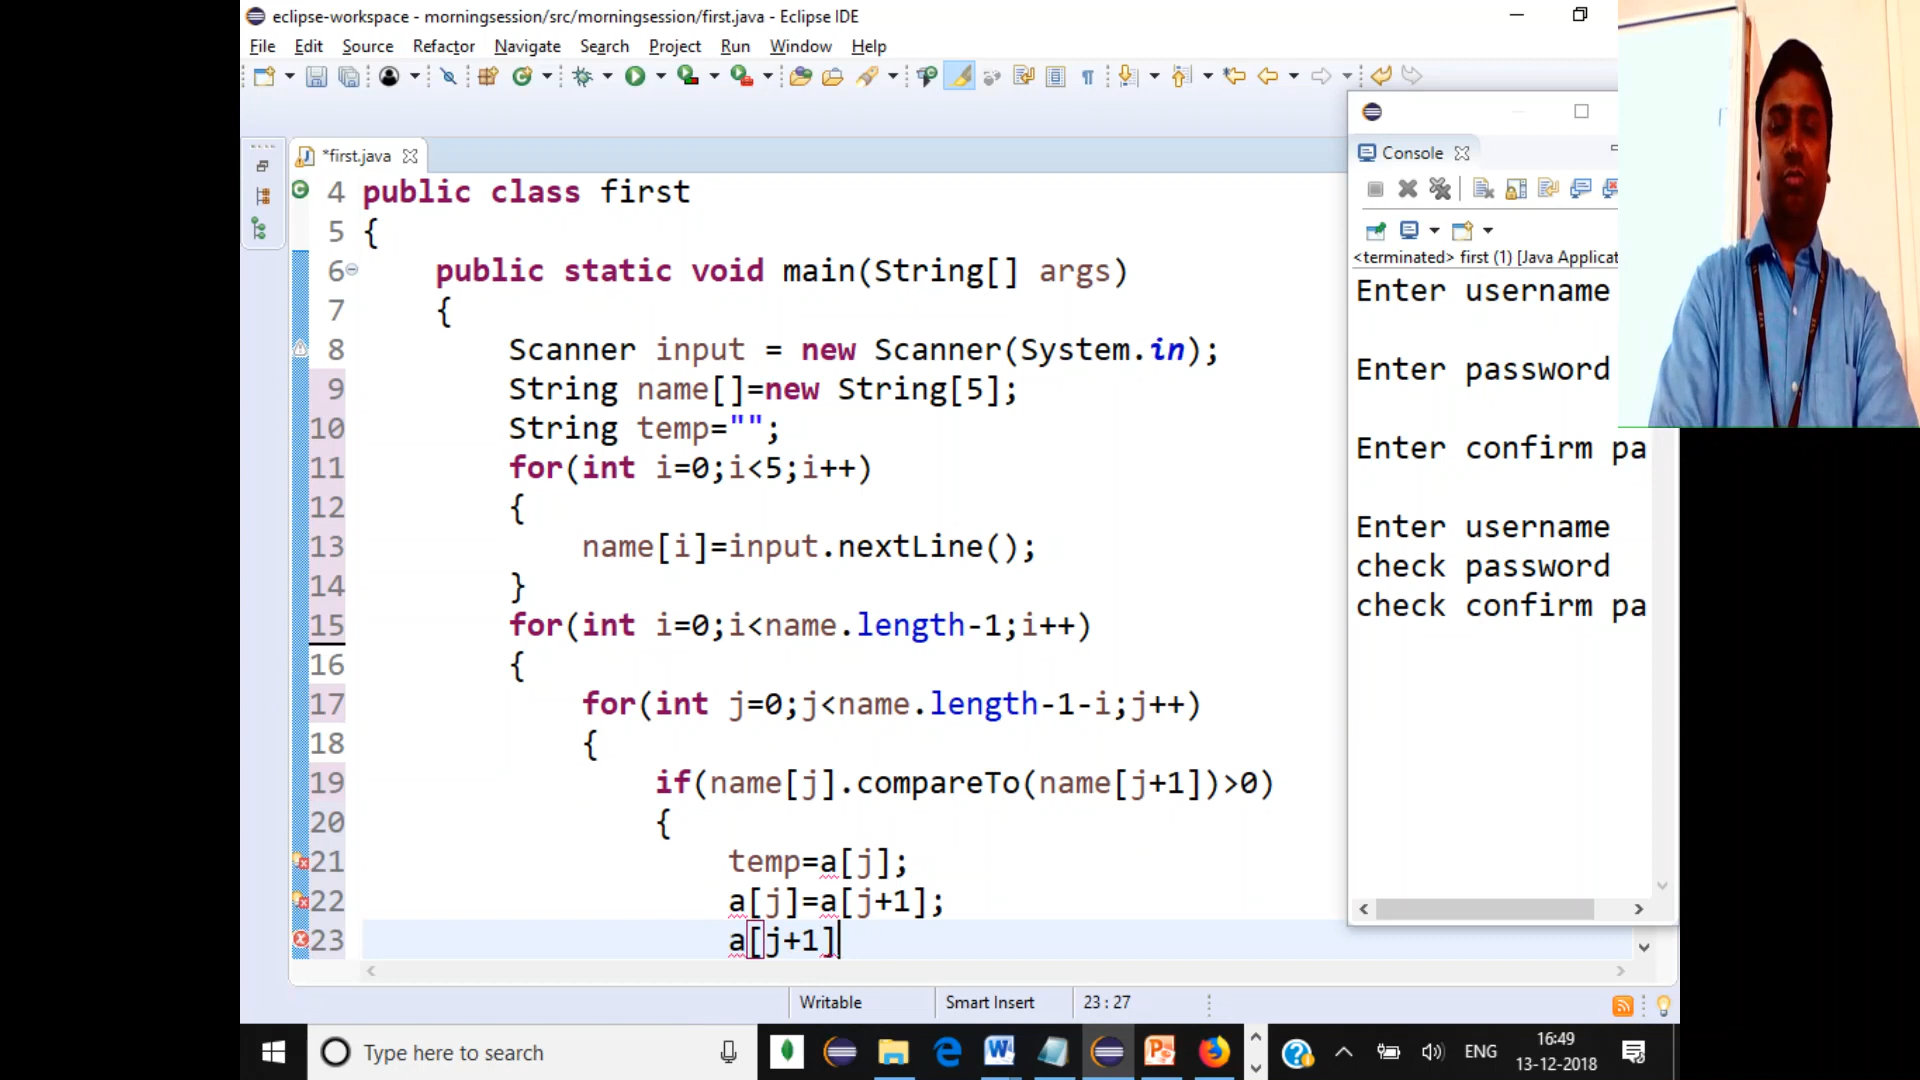 eclipse-workspace - morningsession/src/morningsession/first.java - Eclipse IDE
File Edit Source Refactor Navigate Search Project Run Window Help
*first.java
4 public class first
5 {
6 public static void main(String[] args)
7 {
8 Scanner input = new Scanner(System.in);
9 String name[]=new String[5];
10 String temp="";
11 for(int i=0;i<5;i++)
12 {
13 name[i]=input.nextLine();
14 }
15 for(int i=0;i<name.length-1;i++)
16 {
17 for(int j=0;j<name.length-1-i;j++)
18 {
19 if(name[j].compareTo(name[j+1])>0)
20 {
21 temp=a[j];
22 a[j]=a[j+1];
23 a[j+1]
Console
<terminated> first (1) [Java Applicat
Enter username
Enter password
Enter confirm pa
Enter username
check password
check confirm pa
Writable Smart Insert 23 : 27
Type here to search
ENG
16:49
13-12-2018